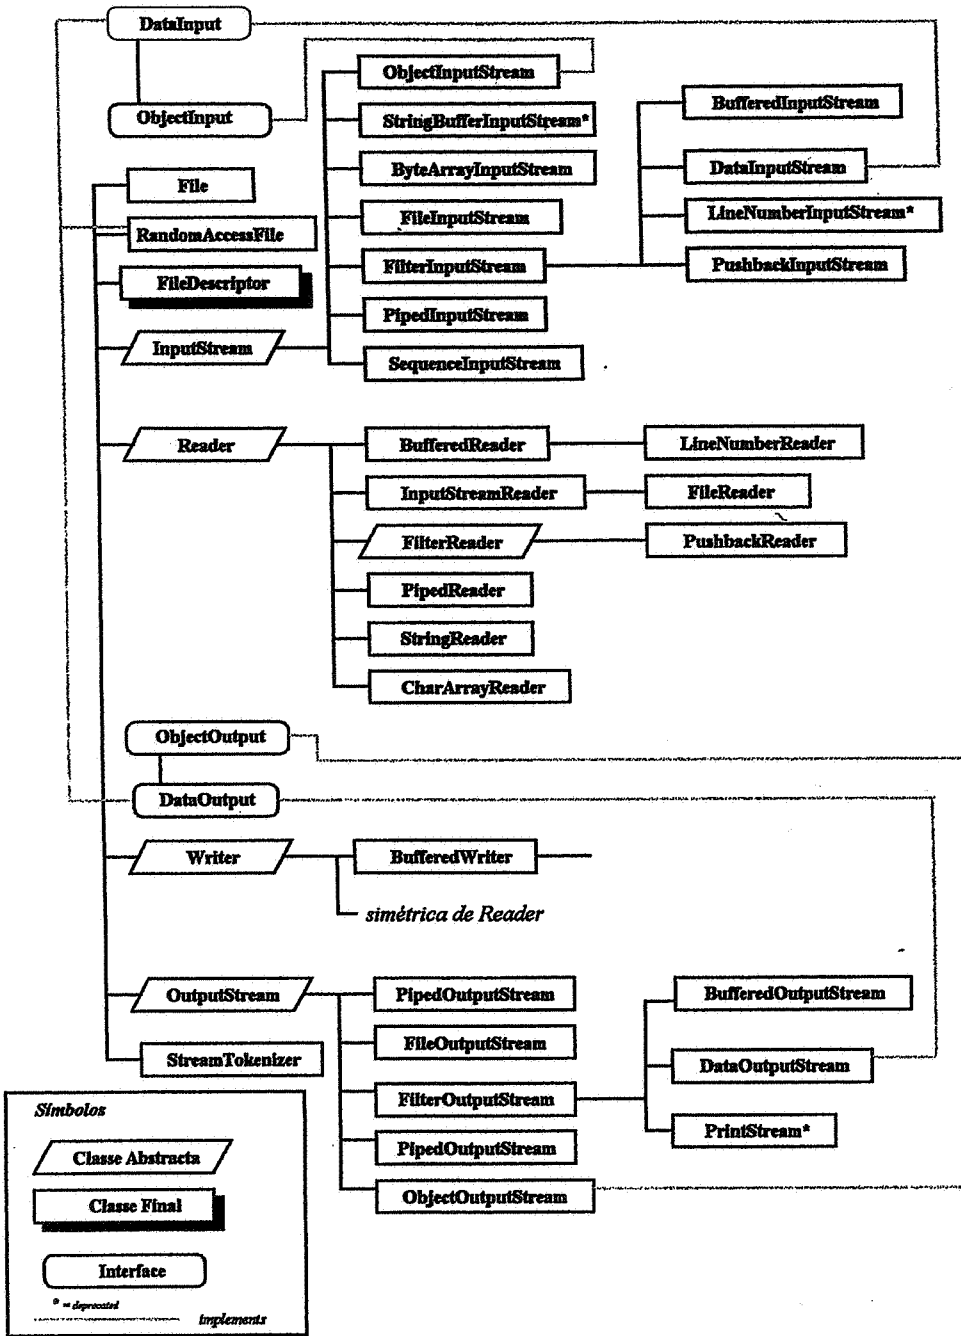 DataInput
ObjectInput
File
RandomAccessFile
FileDescriptor
InputStream
ObjectInputStream
StringBufferInputStream*
ByteArrayInputStream
FileInputStream
FilterInputStream
PipedInputStream
SequenceInputStream
BufferedInputStream
DataInputStream
LineNumberInputStream*
PushbackInputStream
Reader
BufferedReader
LineNumberReader
InputStreamReader
FileReader
FilterReader
PushbackReader
PipedReader
StringReader
CharArrayReader
ObjectOutput
DataOutput
Writer
BufferedWriter
simétrica de Reader
OutputStream
StreamTokenizer
PipedOutputStream
FileOutputStream
FilterOutputStream
PipedOutputStream
ObjectOutputStream
BufferedOutputStream
DataOutputStream
PrintStream*
Símbolos
Classe Abstracta
Classe Final
Interface
* = deprecated
implements